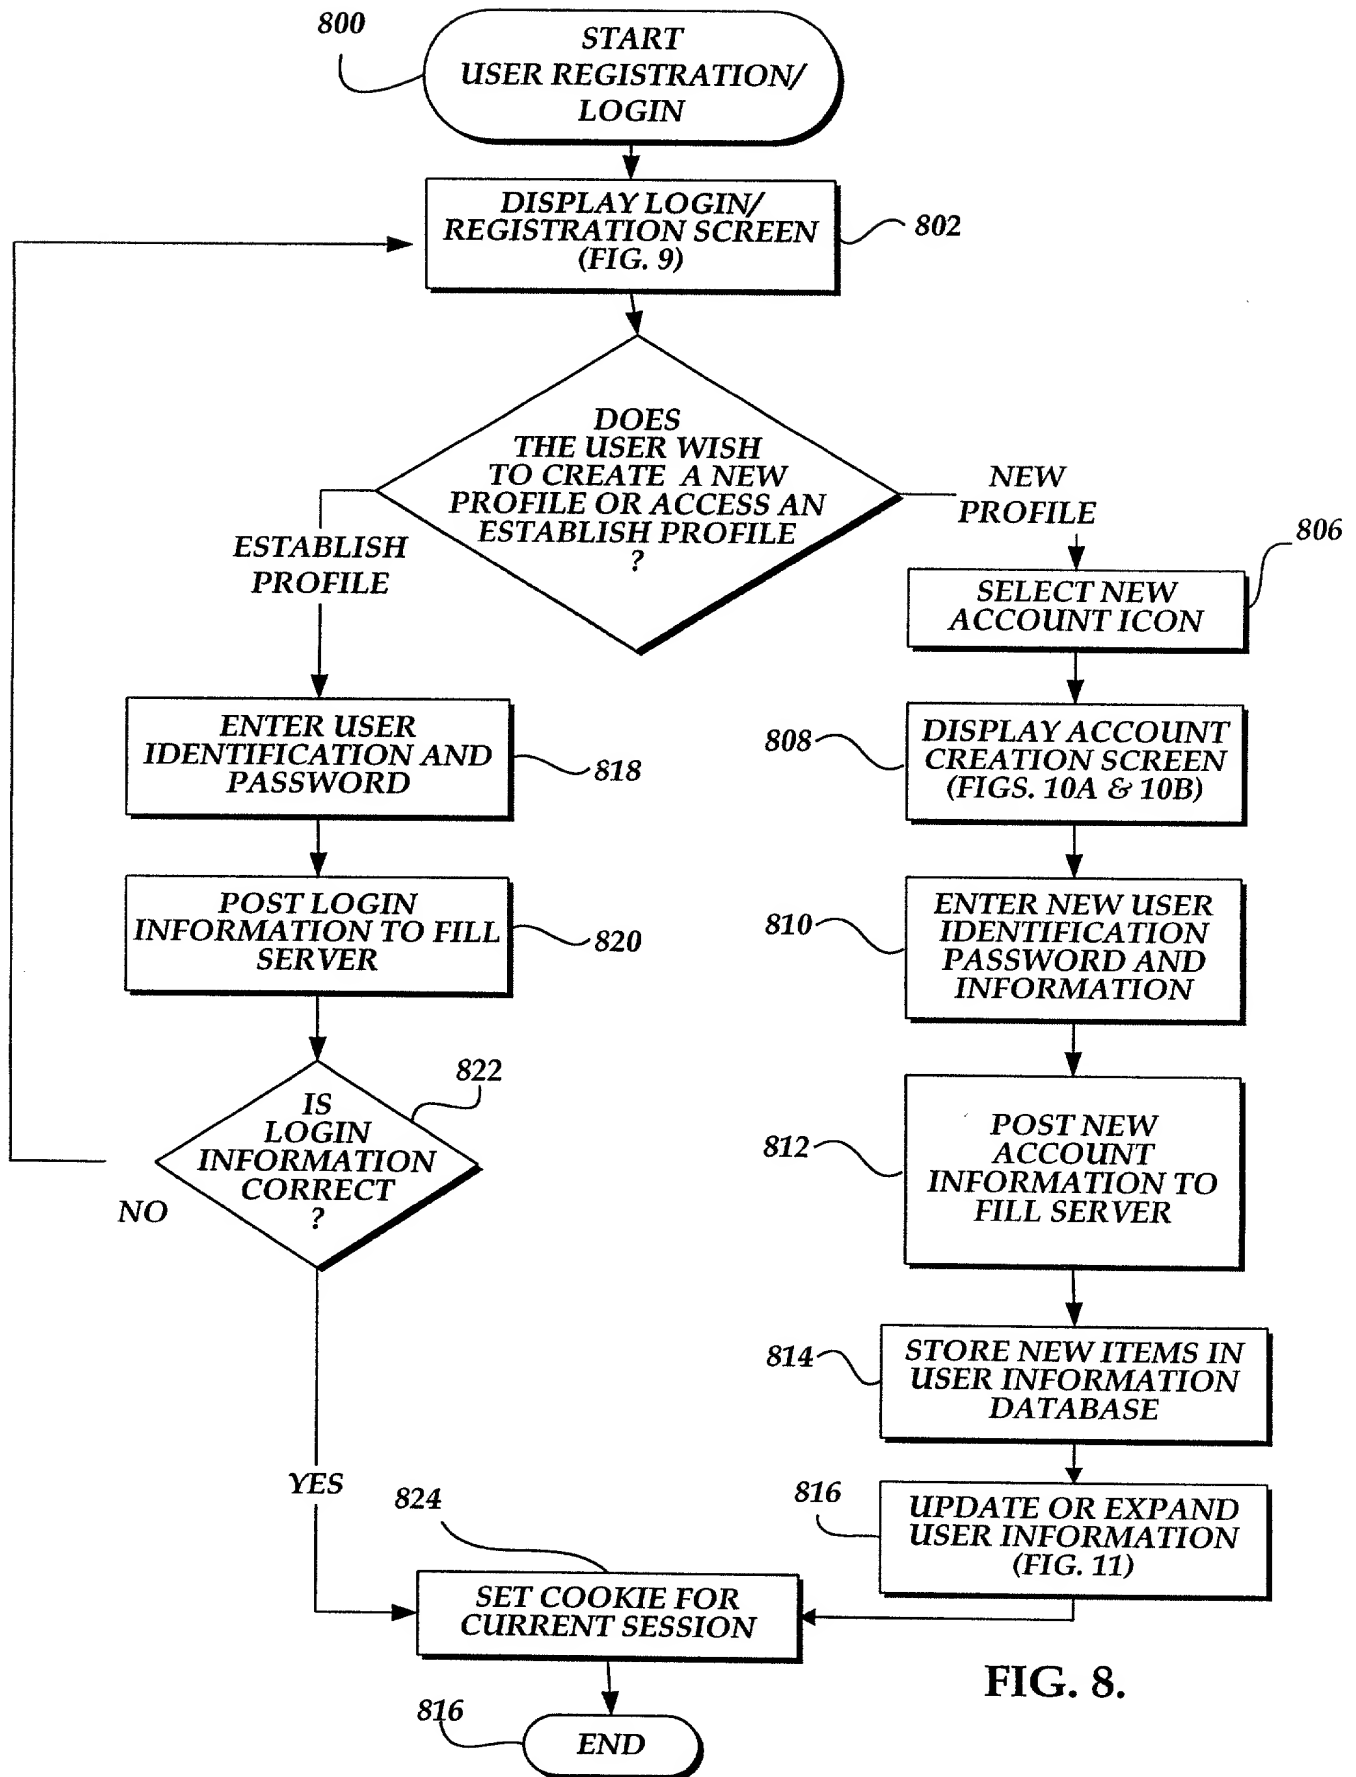 800
START
USER REGISTRATION/
LOGIN
DISPLAY LOGIN/
REGISTRATION SCREEN
(FIG. 9)
802
DOES
THE USER WISH
TO CREATE A NEW
PROFILE OR ACCESS AN
ESTABLISH PROFILE
?
NEW
PROFILE
ESTABLISH
PROFILE
806
SELECT NEW
ACCOUNT ICON
ENTER USER
IDENTIFICATION AND
PASSWORD
818
808
DISPLAY ACCOUNT
CREATION SCREEN
(FIGS. 10A & 10B)
POST LOGIN
INFORMATION TO FILL
SERVER
820
810
ENTER NEW USER
IDENTIFICATION
PASSWORD AND
INFORMATION
822
IS
LOGIN
INFORMATION
CORRECT
?
NO
812
POST NEW
ACCOUNT
INFORMATION TO
FILL SERVER
814
STORE NEW ITEMS IN
USER INFORMATION
DATABASE
YES
824
816
UPDATE OR EXPAND
USER INFORMATION
(FIG. 11)
SET COOKIE FOR
CURRENT SESSION
FIG. 8.
816
END